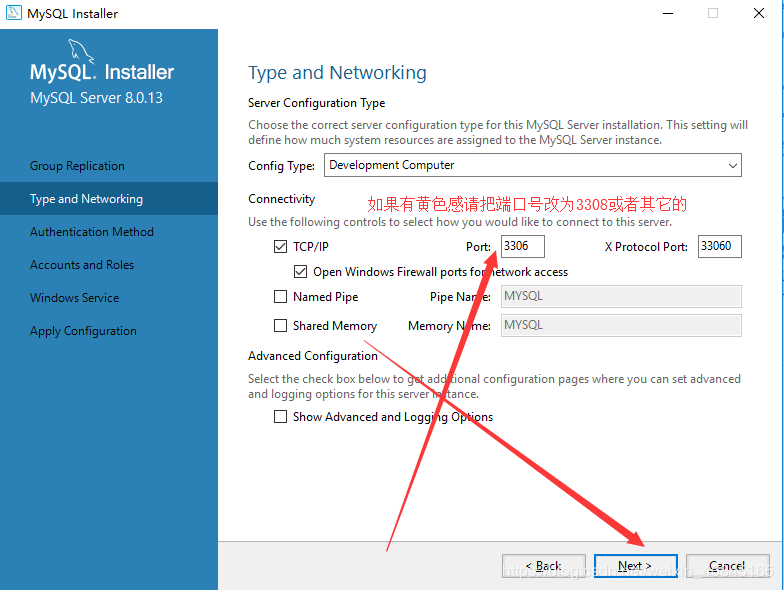 MySQL Installer
MySQL. Installer
MySQL Server 8.0.13
Group Replication
Type and Networking
Authentication Method
Accounts and Roles
Windows Service
Apply Configuration
Type and Networking
Server Configuration Type
Choose the correct server configuration type for this MySQL Server installation. This setting will
define how much system resources are assigned to the MySQL Server instance.
Config Type: Development Computer
Connectivity
如果有黄色感请把端口号改为3308或者其它的
Use the following controls to select how you would like to connect to this server.
TCP/IP Port: 3306 X Protocol Port: 33060
Open Windows Firewall ports for network access
Named Pipe Pipe Name: MYSQL
Shared Memory Memory Name: MYSQL
Advanced Configuration
Select the check box below to get additional configuration pages where you can set advanced
and logging options for this server instance.
Show Advanced and Logging Options
< Back Next > Cancel